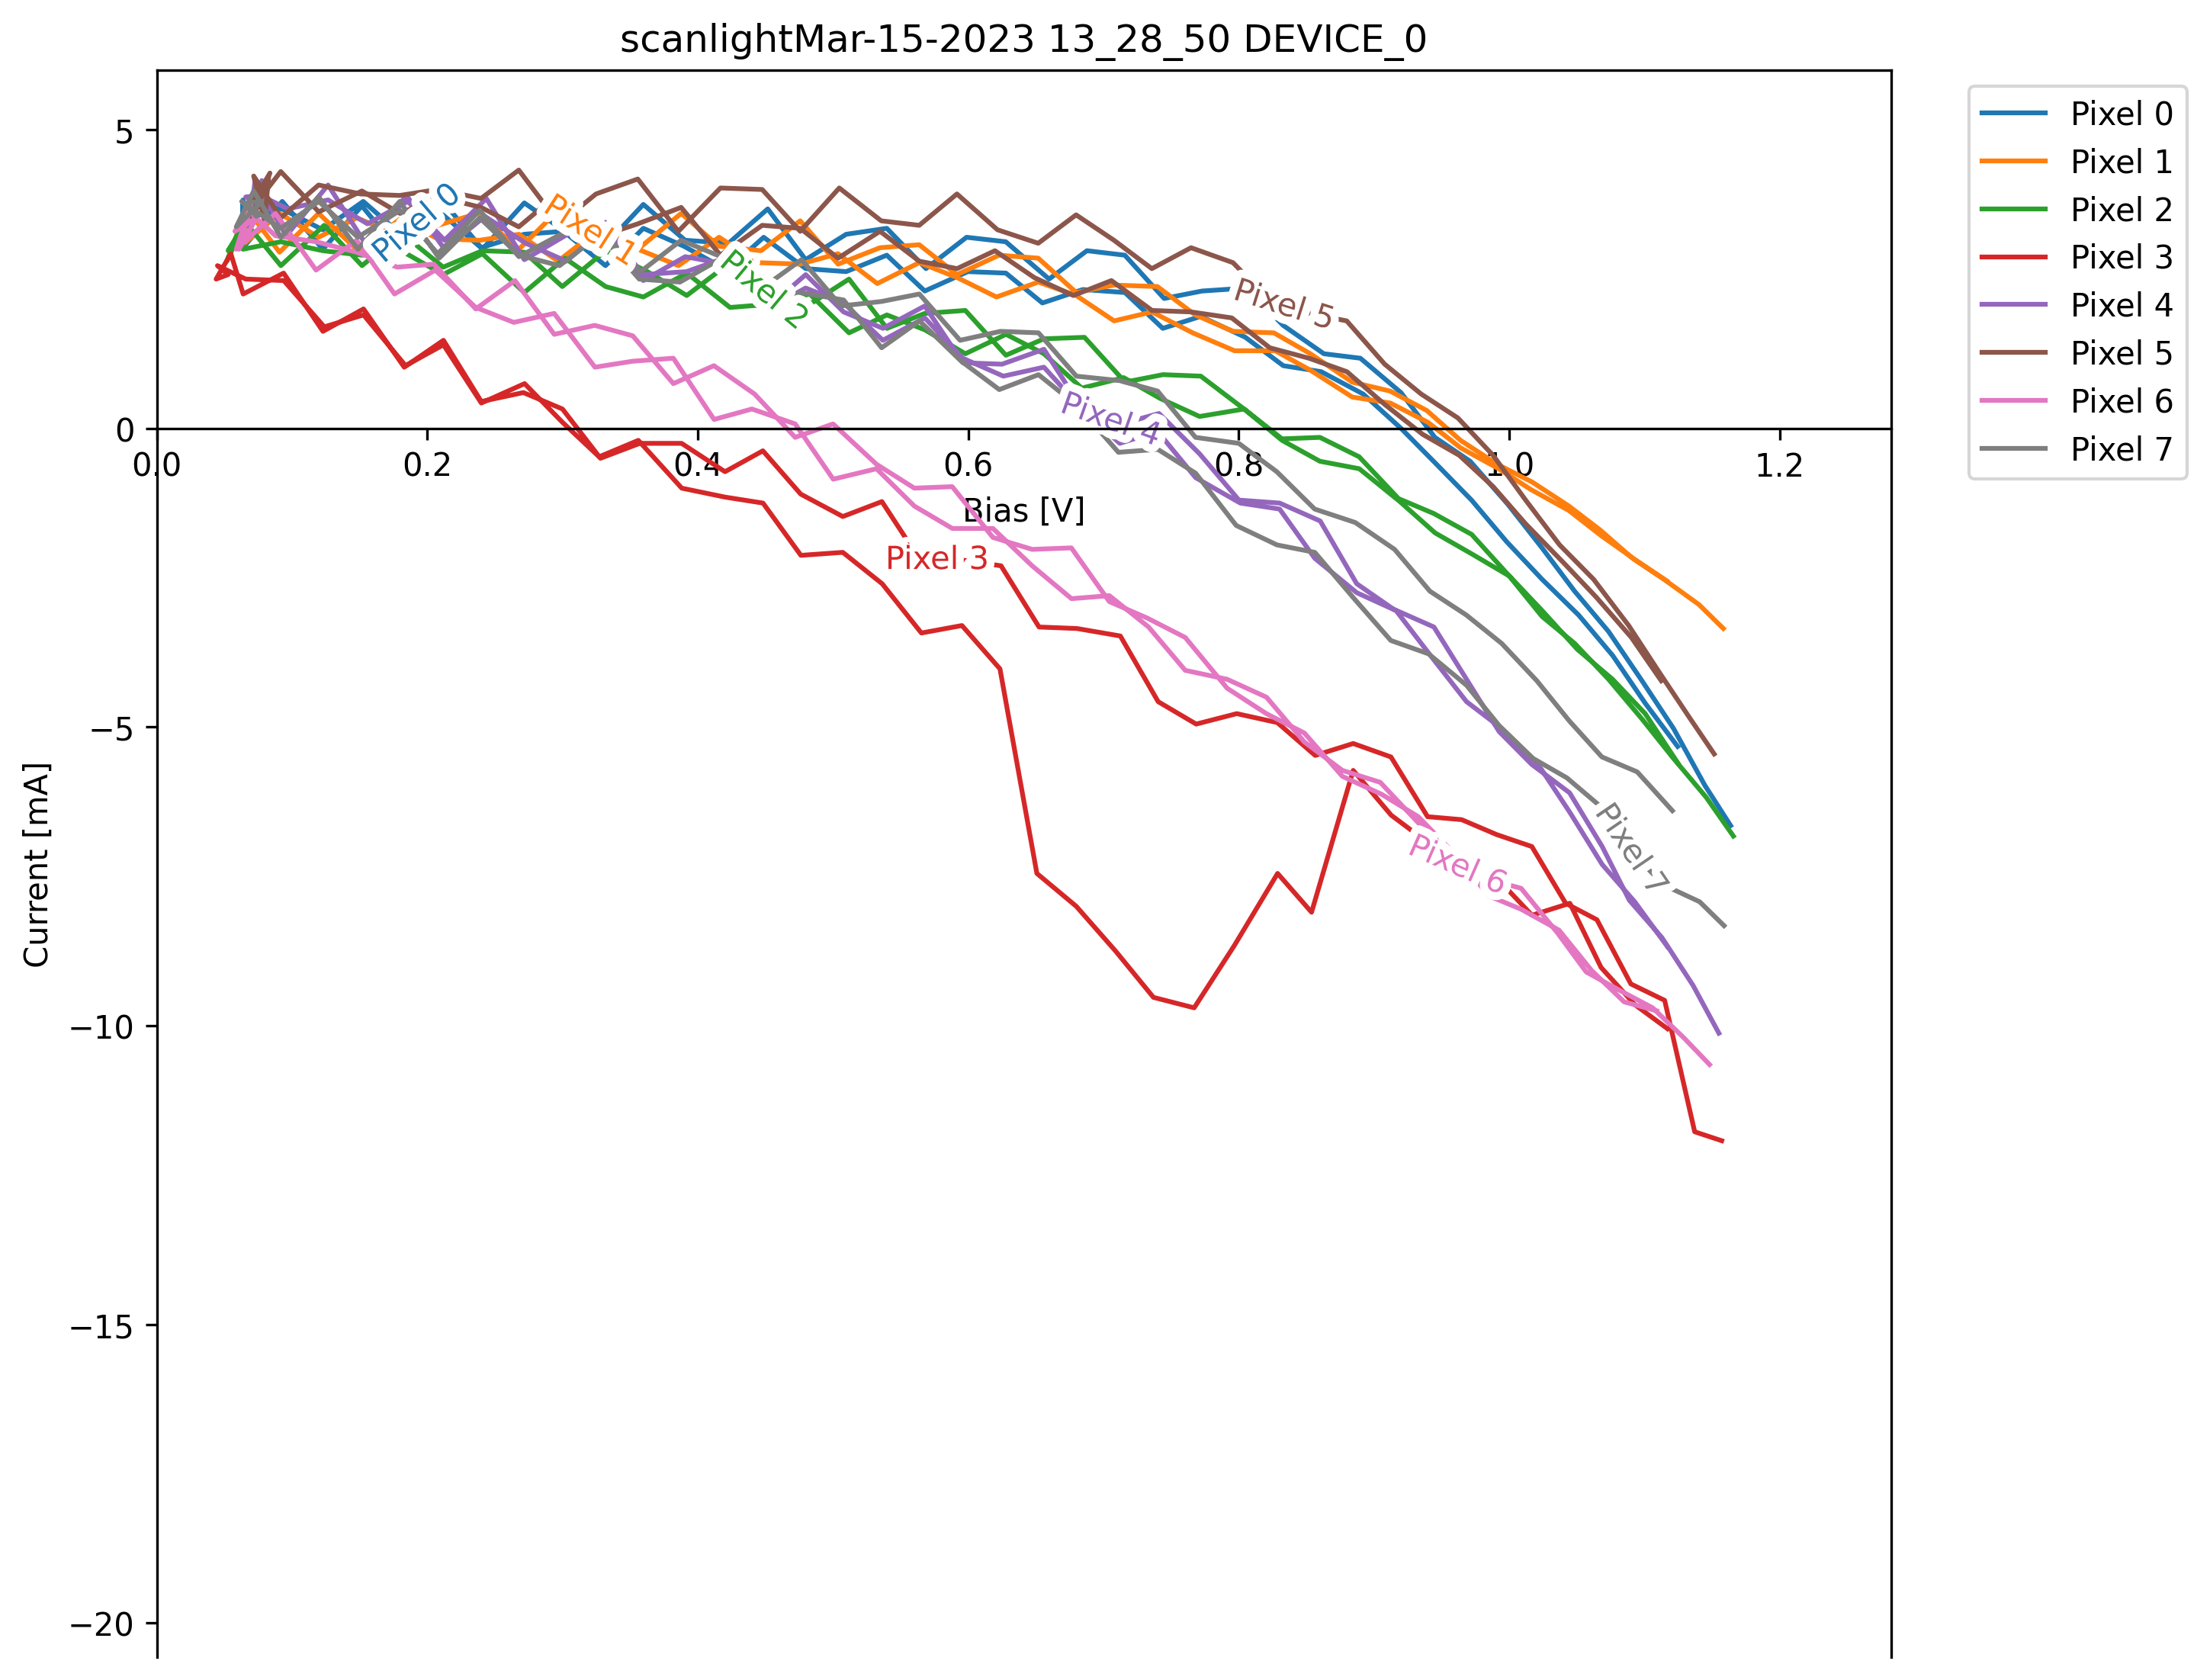 scanlightMar-15-2023 13_28_50 DEVICE_0
Pixel 0
Pixel 1
Pixel 2
Pixel 3
Pixel 4
Pixel 5
Pixel 6
Pixel 7
5
0
−5
−10
−15
−20
Current [mA]
0.0
0.2
0.4
0.6
0.8
1.0
1.2
Bias [V]
Pixel 0
Pixel 1
Pixel 2
Pixel 5
Pixel 4
Pixel 3
Pixel 7
Pixel 6